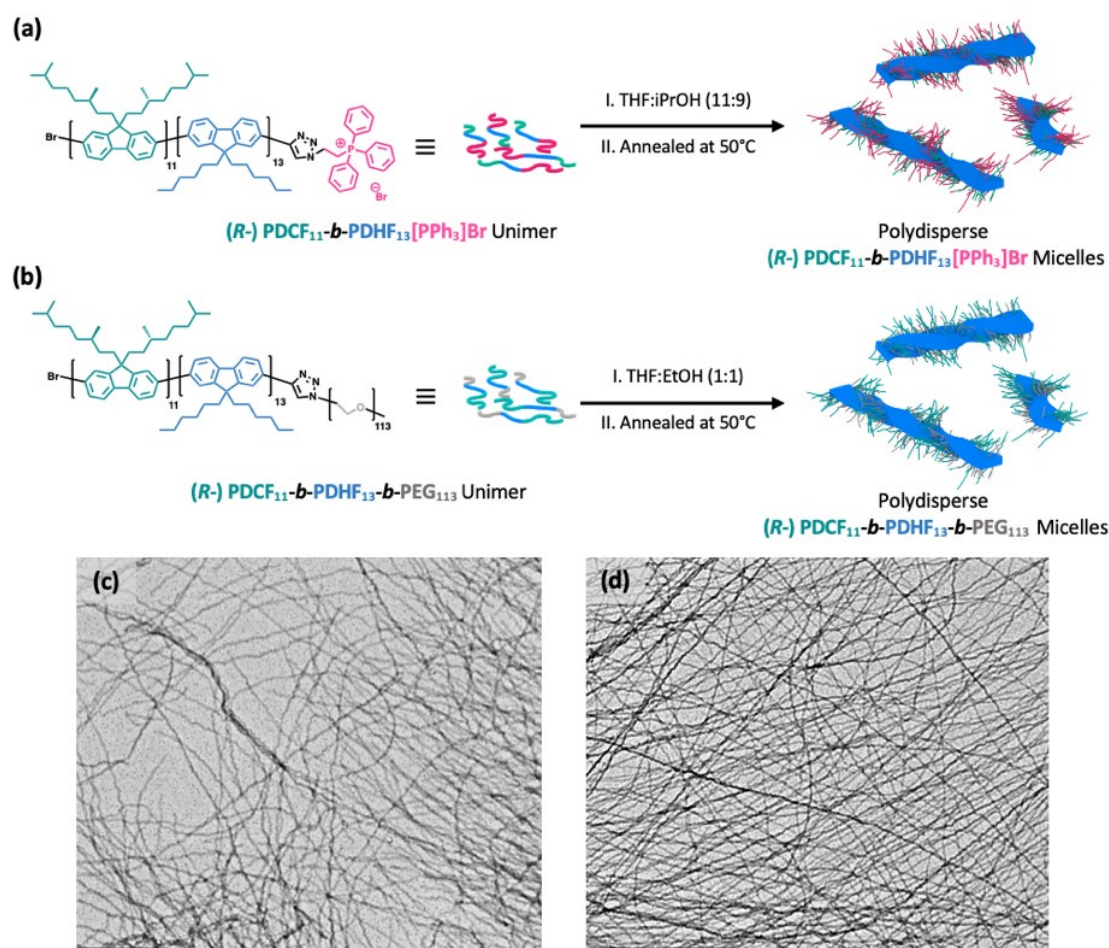 (a)
Br
11
13
N
N
N
P
⊕
⊖
Br
≡
I. THF:iPrOH (11:9)
II. Annealed at 50°C
(R-) PDCF₁₁-b-PDHF₁₃[PPh₃]Br Unimer
Polydisperse
(R-) PDCF₁₁-b-PDHF₁₃[PPh₃]Br Micelles
(b)
Br
11
13
N
N
N
O
113
≡
I. THF:EtOH (1:1)
II. Annealed at 50°C
(R-) PDCF₁₁-b-PDHF₁₃-b-PEG₁₁₃ Unimer
Polydisperse
(R-) PDCF₁₁-b-PDHF₁₃-b-PEG₁₁₃ Micelles
(c)
(d)